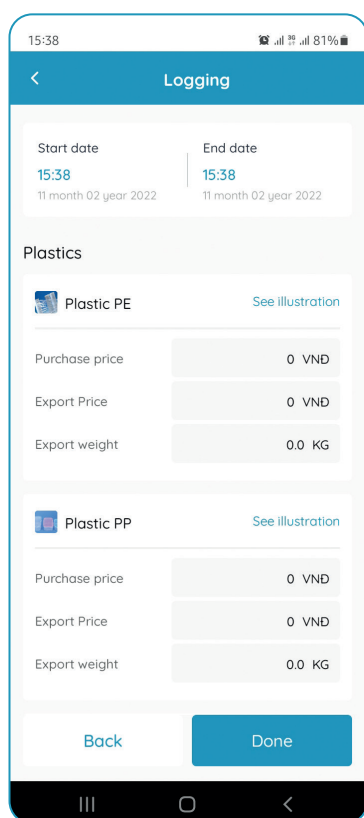 15:38 3G 81%
Logging
Start date End date
15:38 15:38
11 month 02 year 2022 11 month 02 year 2022
Plastics
Plastic PE See illustration
Purchase price 0 VNĐ
Export Price 0 VNĐ
Export weight 0.0 KG
Plastic PP See illustration
Purchase price 0 VNĐ
Export Price 0 VNĐ
Export weight 0.0 KG
Back Done